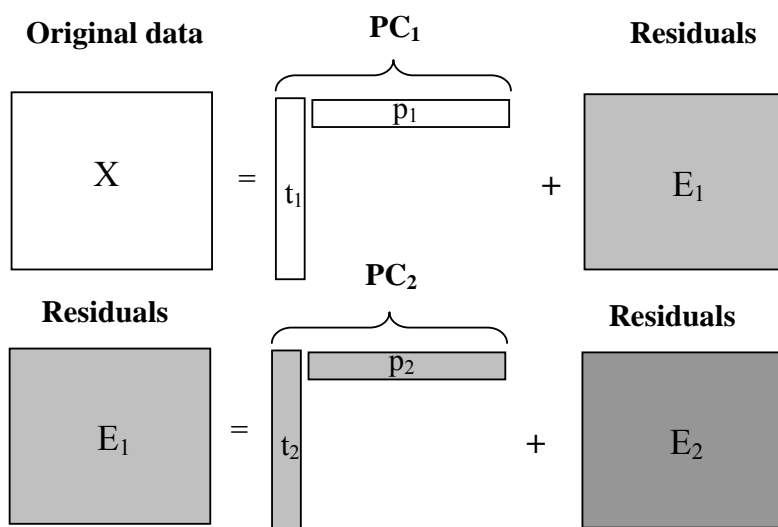 Original data PC₁ Residuals
X = t₁ p₁ + E₁
Residuals PC₂ Residuals
E₁ = t₂ p₂ + E₂